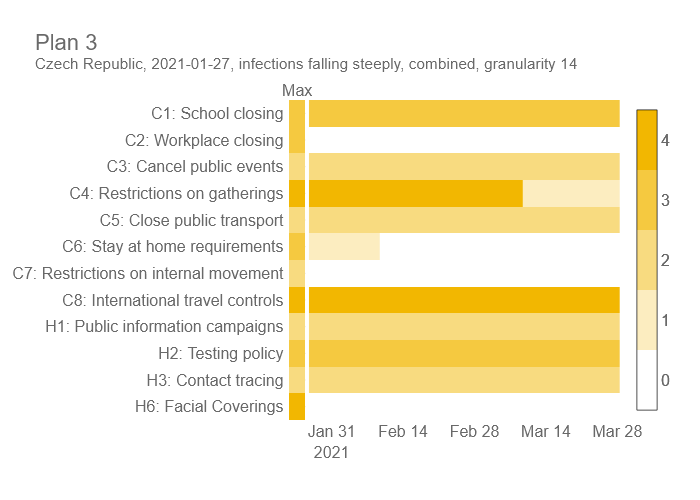 Plan 3
Czech Republic, 2021-01-27, infections falling steeply, combined, granularity 14
Max
C1: School closing
C2: Workplace closing
C3: Cancel public events
C4: Restrictions on gatherings
C5: Close public transport
C6: Stay at home requirements
C7: Restrictions on internal movement
C8: International travel controls
H1: Public information campaigns
H2: Testing policy
H3: Contact tracing
H6: Facial Coverings
4
3
2
1
0
Jan 31 Feb 14 Feb 28 Mar 14 Mar 28
2021